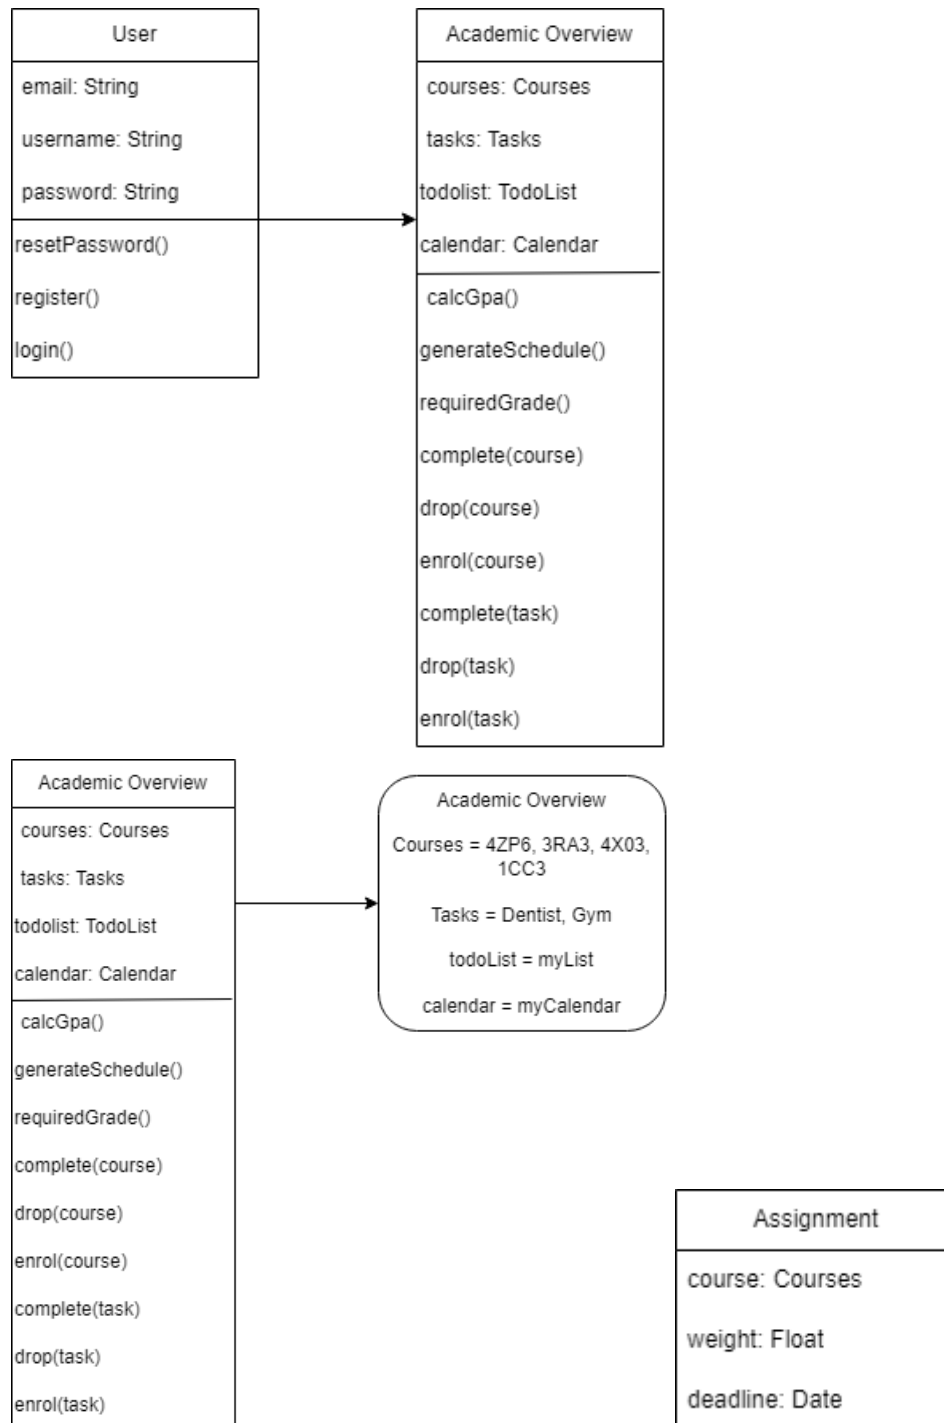 User
email: String
username: String
password: String
resetPassword()
register()
login()
Academic Overview
courses: Courses
tasks: Tasks
todolist: TodoList
calendar: Calendar
calcGpa()
generateSchedule()
requiredGrade()
complete(course)
drop(course)
enrol(course)
complete(task)
drop(task)
enrol(task)
Academic Overview
courses: Courses
tasks: Tasks
todolist: TodoList
calendar: Calendar
calcGpa()
generateSchedule()
requiredGrade()
complete(course)
drop(course)
enrol(course)
complete(task)
drop(task)
enrol(task)
Academic Overview
Courses = 4ZP6, 3RA3, 4X03,
1CC3
Tasks = Dentist, Gym
todoList = myList
calendar = myCalendar
Assignment
course: Courses
weight: Float
deadline: Date